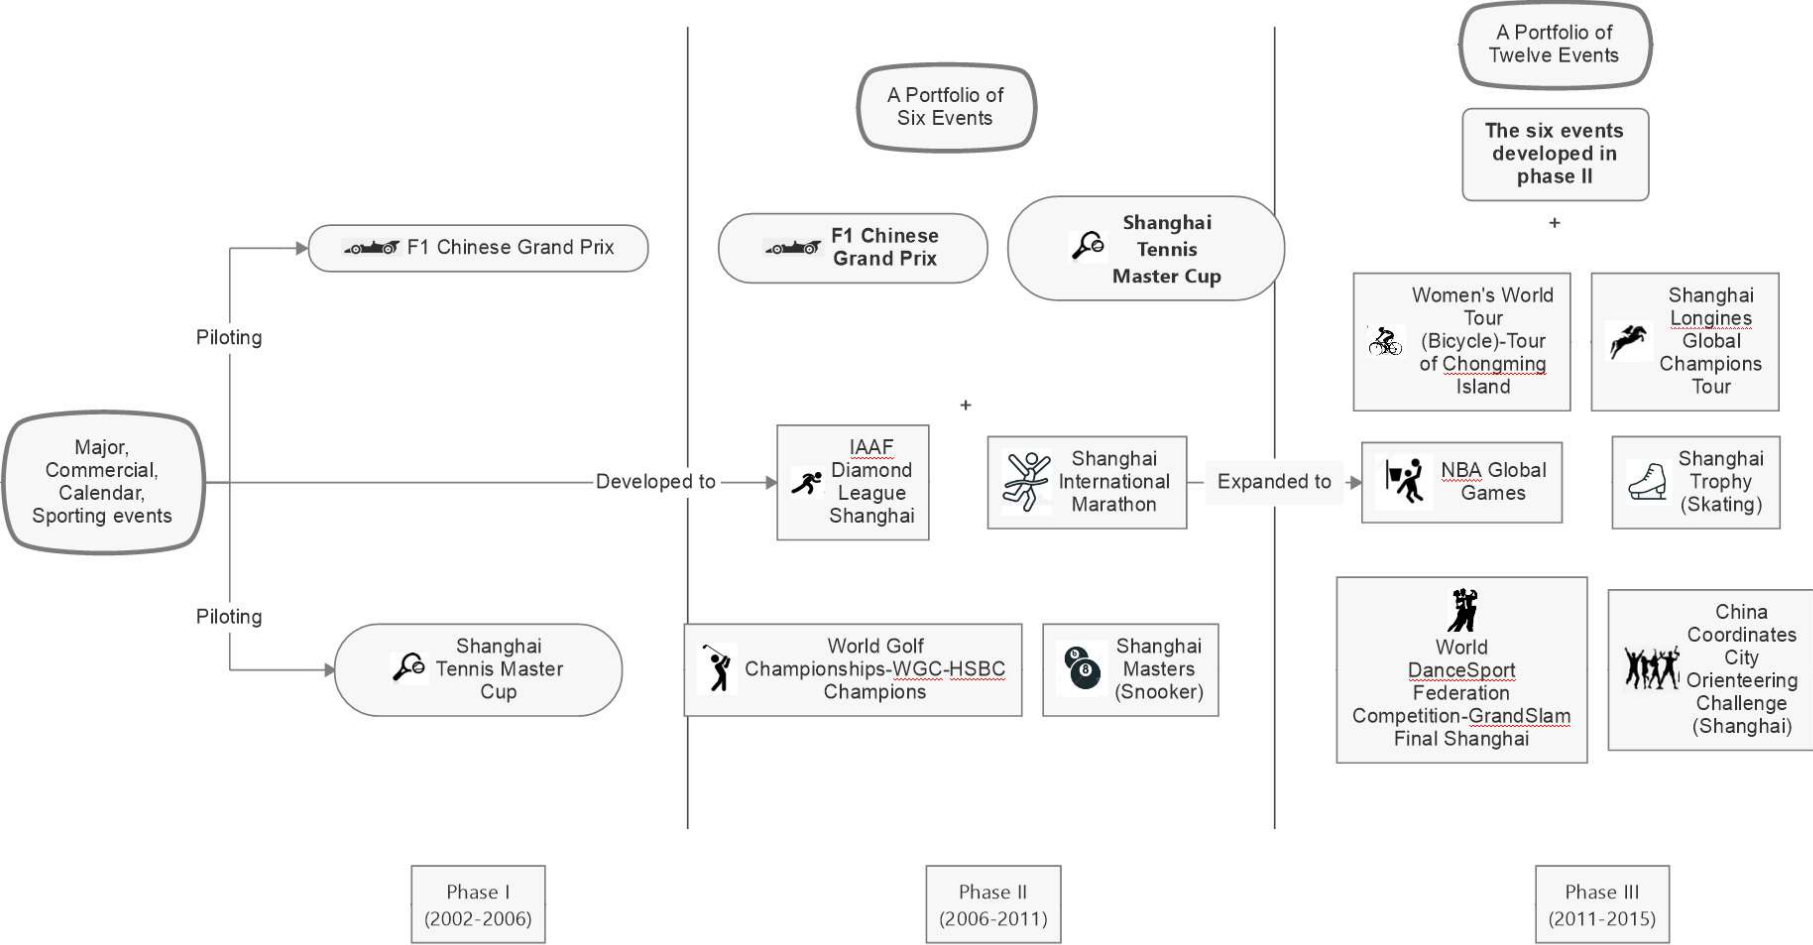 Major,
Commercial,
Calendar,
Sporting events
Piloting
F1 Chinese Grand Prix
Piloting
Shanghai
Tennis Master
Cup
Developed to
A Portfolio of
Six Events
F1 Chinese
Grand Prix
Shanghai
Tennis
Master Cup
+
IAAF
Diamond
League
Shanghai
Shanghai
International
Marathon
World Golf
Championships-WGC-HSBC
Champions
Shanghai
Masters
(Snooker)
Expanded to
A Portfolio of
Twelve Events
The six events
developed in
phase II
+
Women's World
Tour
(Bicycle)-Tour
of Chongming
Island
Shanghai
Longines
Global
Champions
Tour
NBA Global
Games
Shanghai
Trophy
(Skating)
World
DanceSport
Federation
Competition-GrandSlam
Final Shanghai
China
Coordinates
City
Orienteering
Challenge
(Shanghai)
Phase I
(2002-2006)
Phase II
(2006-2011)
Phase III
(2011-2015)